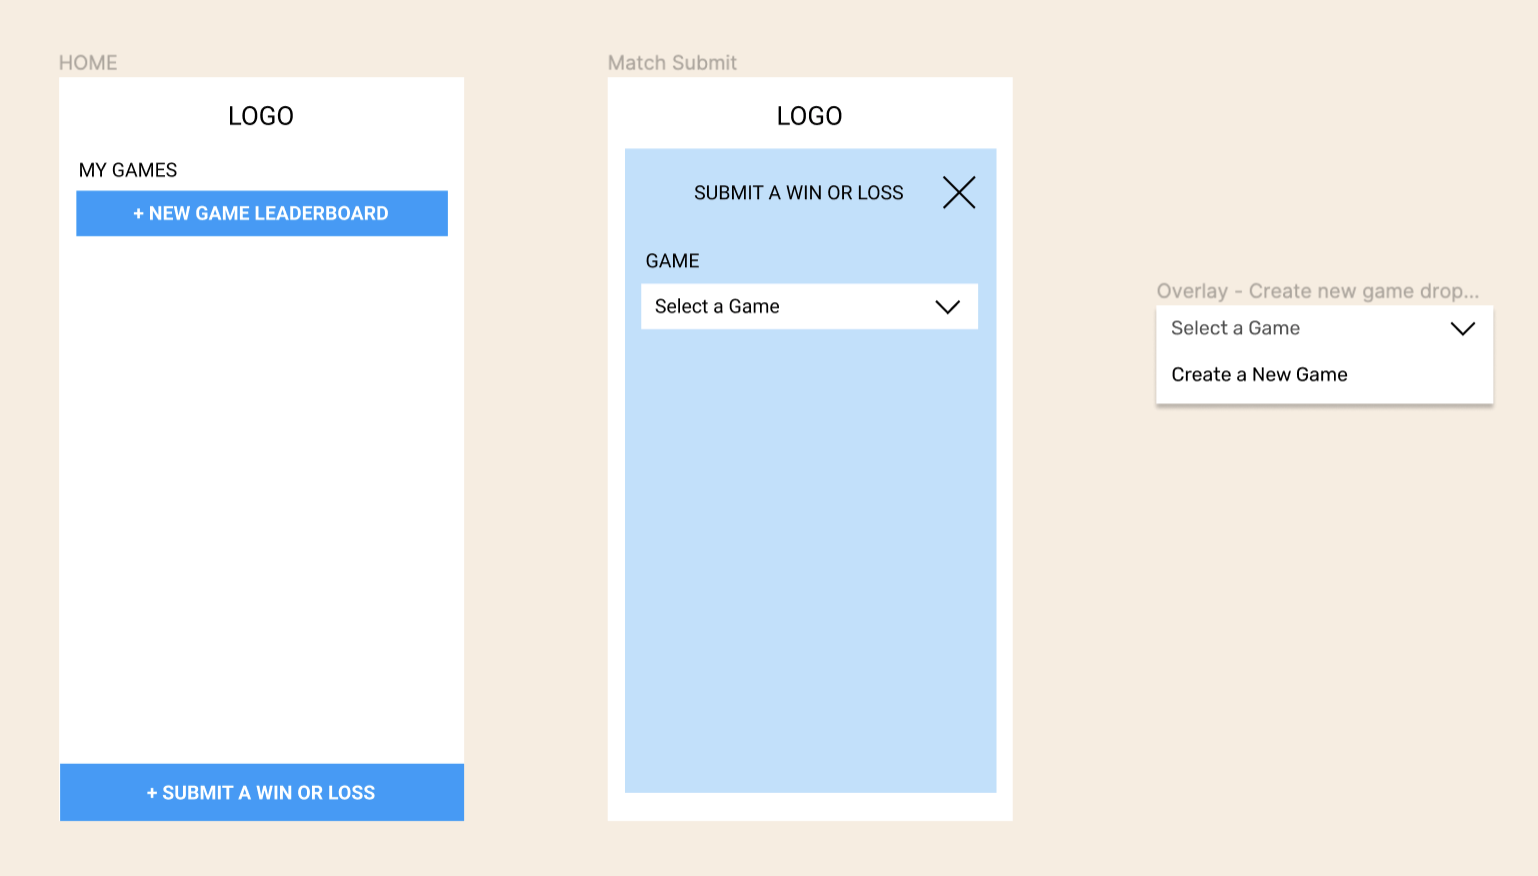 HOME
LOGO
MY GAMES
+ NEW GAME LEADERBOARD
+ SUBMIT A WIN OR LOSS
Match Submit
LOGO
SUBMIT A WIN OR LOSS
GAME
Select a Game
Overlay - Create new game drop...
Select a Game
Create a New Game